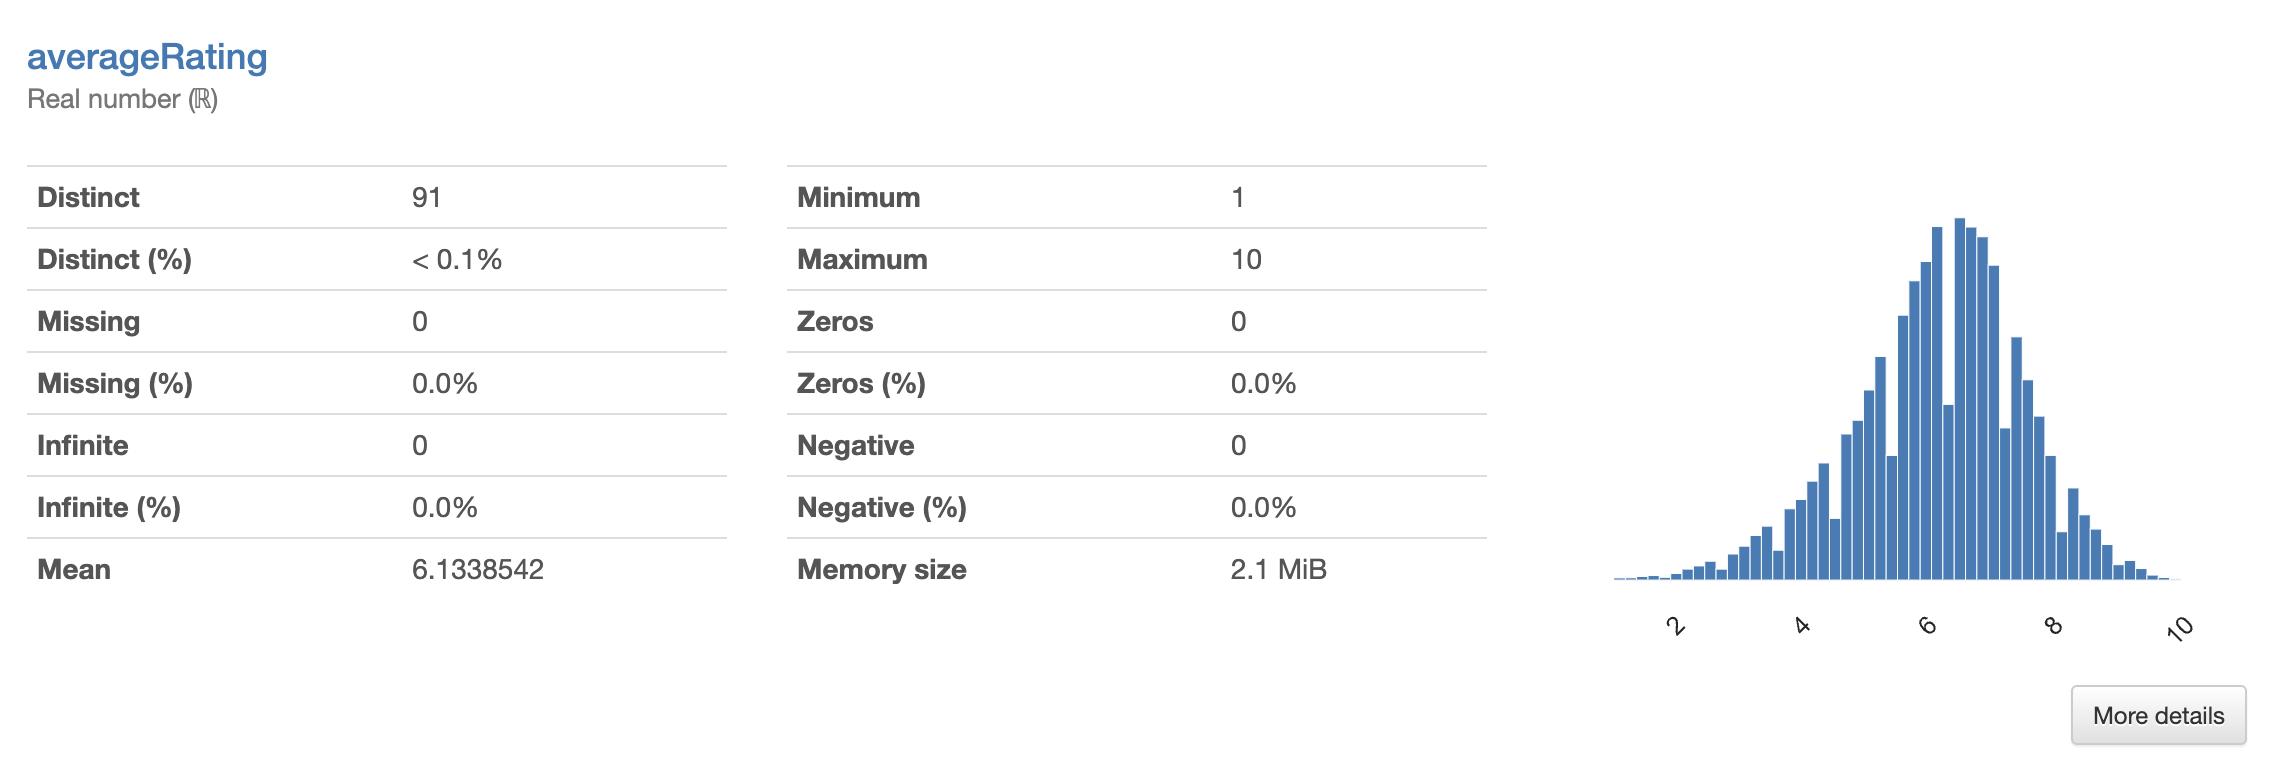 averageRating
Real number (ℝ)
Distinct 91
Distinct (%) < 0.1%
Missing 0
Missing (%) 0.0%
Infinite 0
Infinite (%) 0.0%
Mean 6.1338542
Minimum 1
Maximum 10
Zeros 0
Zeros (%) 0.0%
Negative 0
Negative (%) 0.0%
Memory size 2.1 MiB
2 4 6 8 10
More details